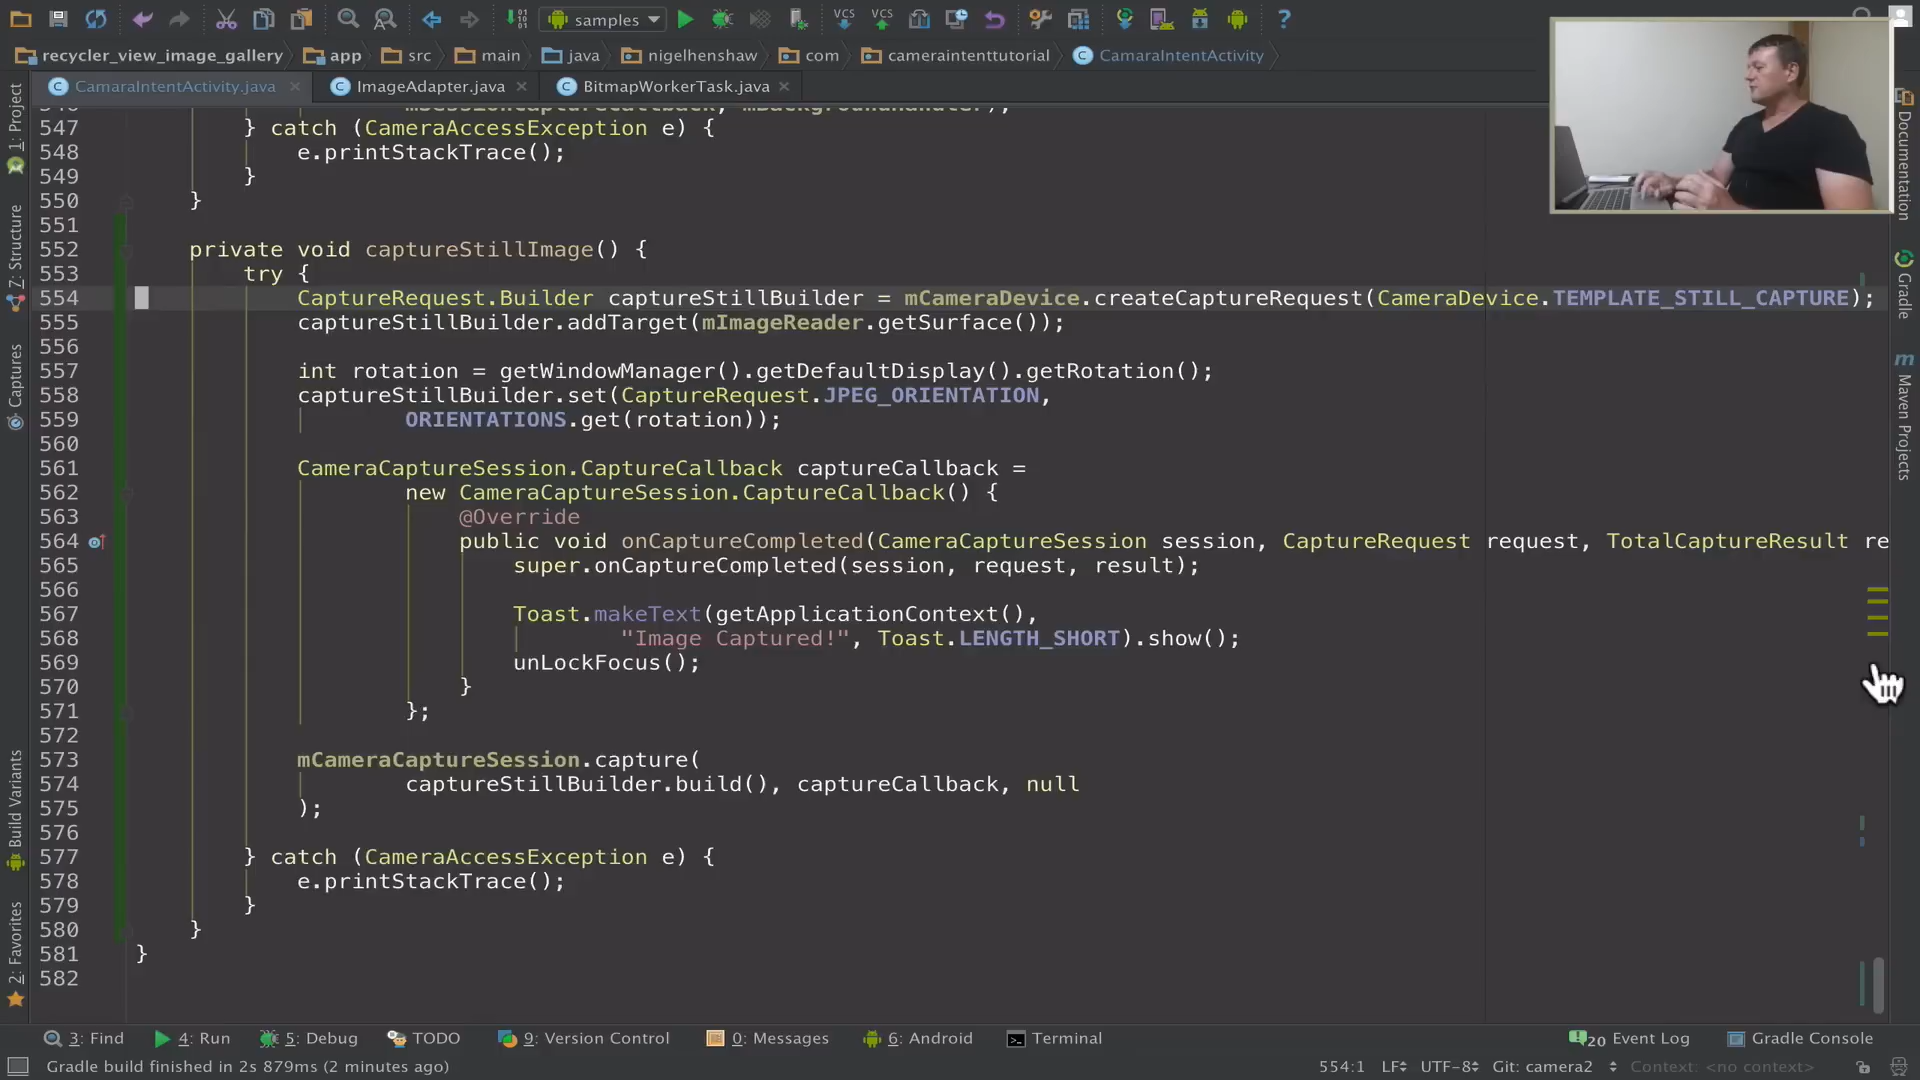 samples
recycler_view_image_gallery app src main java nigelhenshaw com cameraintenttutorial CamaraIntentActivity
CamaraIntentActivity.java ImageAdapter.java BitmapWorkerTask.java
547 } catch (CameraAccessException e) {
548 e.printStackTrace();
549 }
550 }
551
552 private void captureStillImage() {
553 try {
554 CaptureRequest.Builder captureStillBuilder = mCameraDevice.createCaptureRequest(CameraDevice.TEMPLATE_STILL_CAPTURE);
555 captureStillBuilder.addTarget(mImageReader.getSurface());
556
557 int rotation = getWindowManager().getDefaultDisplay().getRotation();
558 captureStillBuilder.set(CaptureRequest.JPEG_ORIENTATION,
559 ORIENTATIONS.get(rotation));
560
561 CameraCaptureSession.CaptureCallback captureCallback =
562 new CameraCaptureSession.CaptureCallback() {
563 @Override
564 public void onCaptureCompleted(CameraCaptureSession session, CaptureRequest request, TotalCaptureResult re
565 super.onCaptureCompleted(session, request, result);
566
567 Toast.makeText(getApplicationContext(),
568 "Image Captured!", Toast.LENGTH_SHORT).show();
569 unLockFocus();
570 }
571 };
572
573 mCameraCaptureSession.capture(
574 captureStillBuilder.build(), captureCallback, null
575 );
576
577 } catch (CameraAccessException e) {
578 e.printStackTrace();
579 }
580 }
581 }
582
1: Project
7: Structure
Captures
Build Variants
2: Favorites
Documentation
Gradle
Maven Projects
3: Find 4: Run 5: Debug TODO 9: Version Control 0: Messages 6: Android Terminal 20 Event Log Gradle Console
Gradle build finished in 2s 879ms (2 minutes ago) 554:1 LF UTF-8 Git: camera2 Context: <no context>